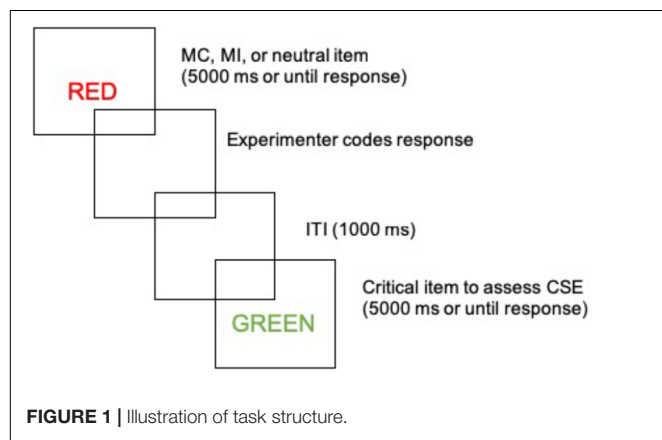 MC, MI, or neutral item
(5000 ms or until response)
RED
Experimenter codes response
ITI (1000 ms)
Critical item to assess CSE
(5000 ms or until response)
GREEN
FIGURE 1 | Illustration of task structure.